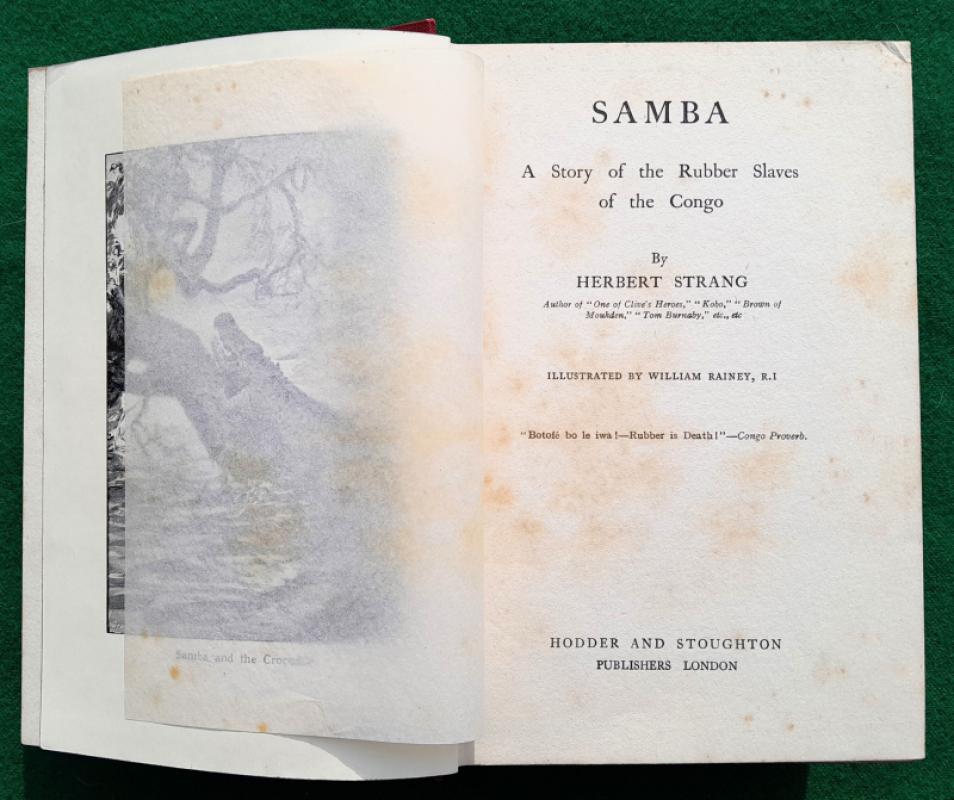 Samba and the
SAMBA
A Story of the Rubber Slaves
of the Congo
By
HERBERT STRANG
Author of "One of Clive's Heroes," "Kobo," "Brown of
Moukden," "Tom Burnaby," etc., etc
ILLUSTRATED BY WILLIAM RAINEY, R.I
"Botofé bo le iwa!—Rubber is Death!"—Congo Proverb.
HODDER AND STOUGHTON
PUBLISHERS LONDON